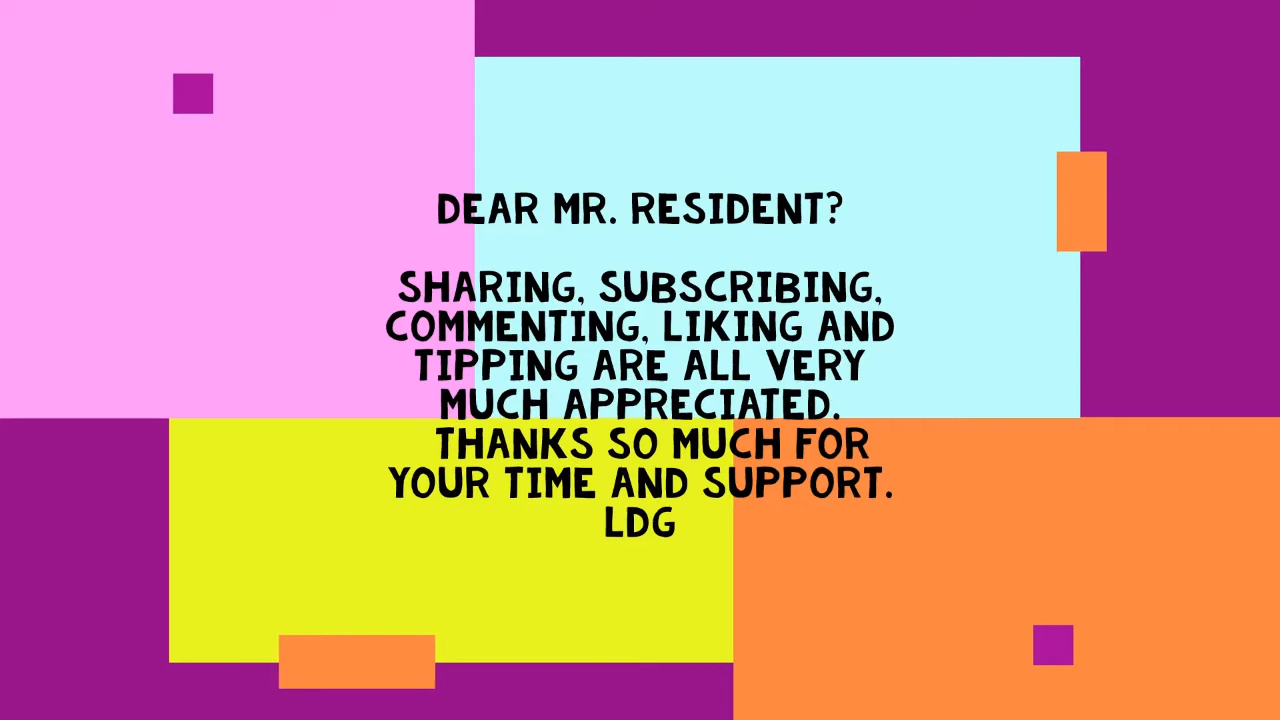 DEAR MR. RESIDENT?
SHARING, SUBSCRIBING,
COMMENTING, LIKING AND
TIPPING ARE ALL VERY
MUCH APPRECIATED.
THANKS SO MUCH FOR
YOUR TIME AND SUPPORT.
LDG